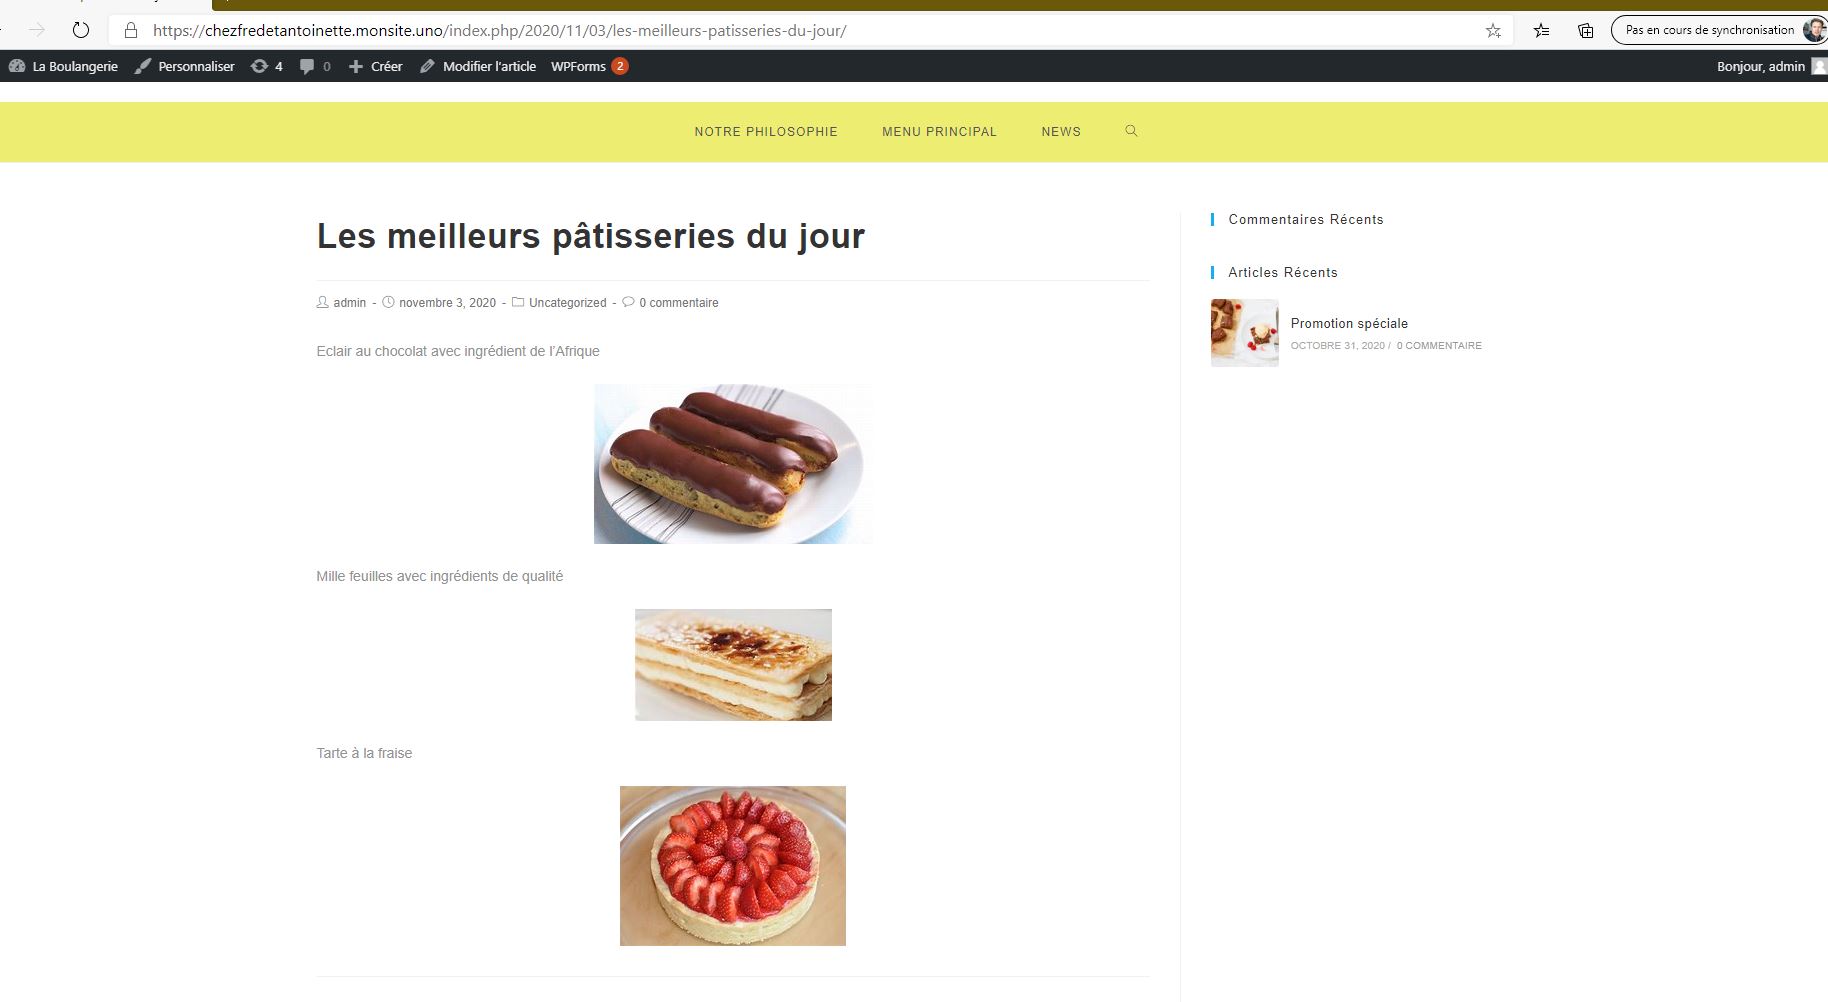 https://chezfredetantoinette.monsite.uno/index.php/2020/11/03/les-meilleurs-patisseries-du-jour/
Pas en cours de synchronisation
La Boulangerie Personnaliser 4 0 Créer Modifier l'article WPForms 2 Bonjour, admin
NOTRE PHILOSOPHIE MENU PRINCIPAL NEWS
Les meilleurs pâtisseries du jour
admin - novembre 3, 2020 - Uncategorized - 0 commentaire
Eclair au chocolat avec ingrédient de l’Afrique
Mille feuilles avec ingrédients de qualité
Tarte à la fraise
Commentaires Récents
Articles Récents
Promotion spéciale
OCTOBRE 31, 2020 / 0 COMMENTAIRE